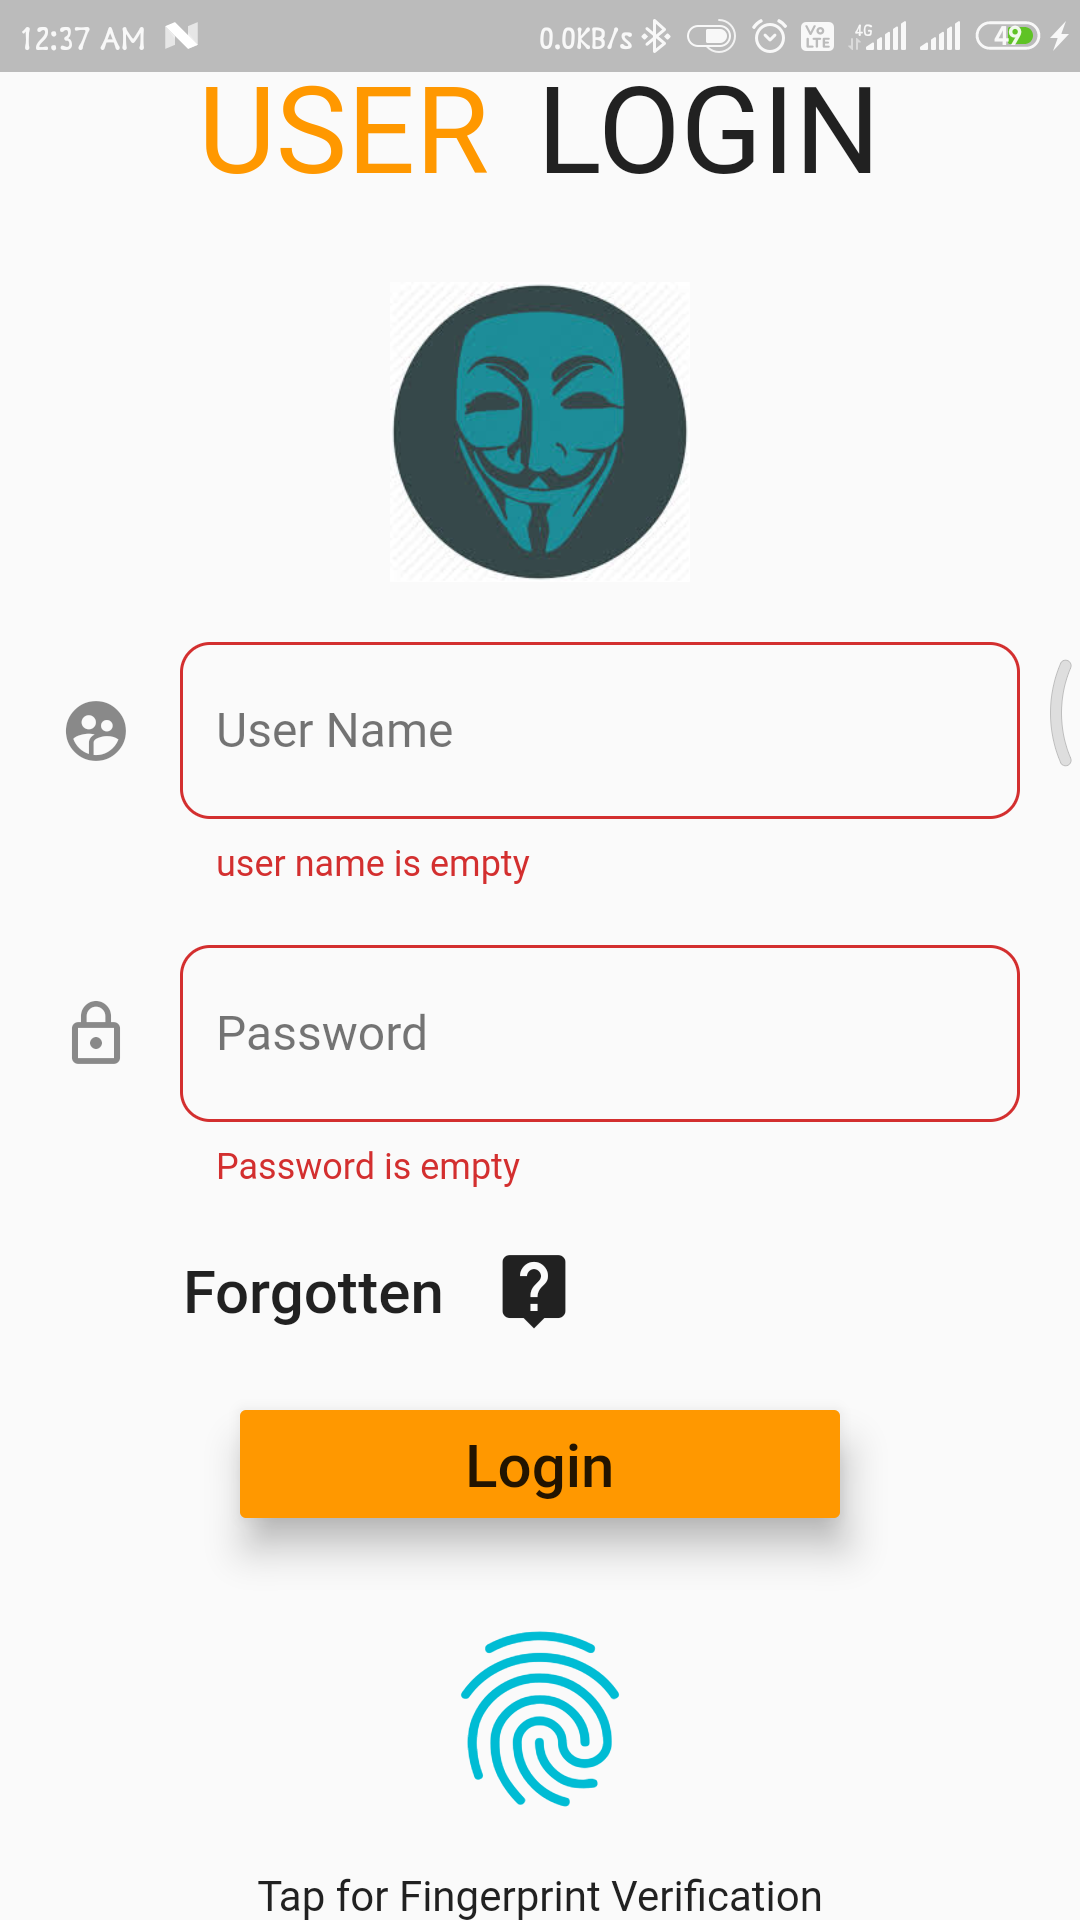 12:37 AM 0.0KB/s Vo LTE 4G 49
USER LOGIN
User Name
user name is empty
Password
Password is empty
Forgotten ?
Login
Tap for Fingerprint Verification